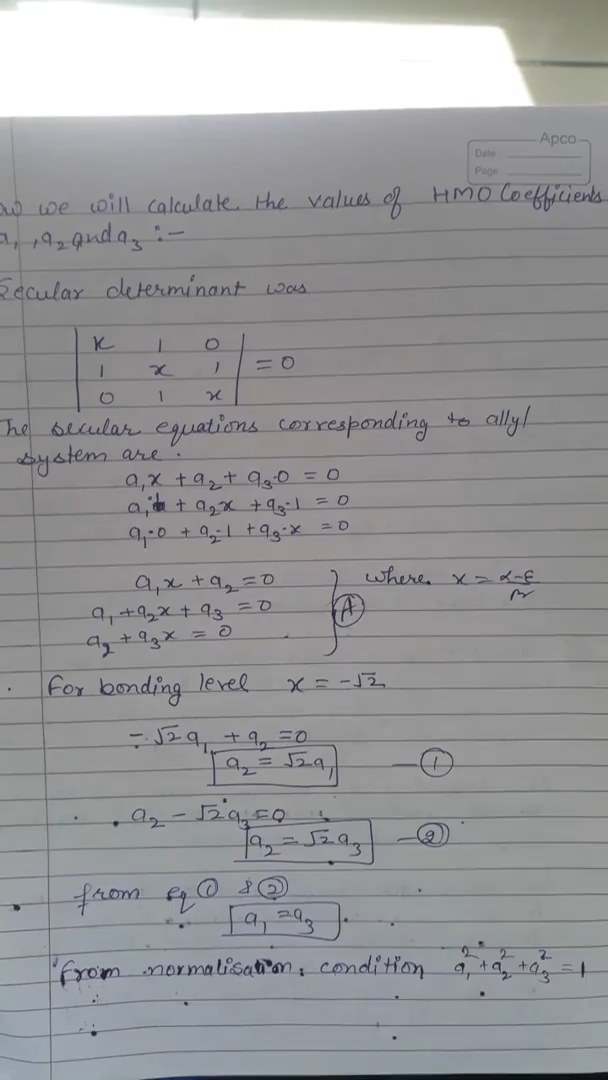 Apco
Date
Page
we will calculate the values of HMO Coefficients
a₁, a₂ and a₃ :-
Secular determinant was
| x 1 0 |
| 1 x 1 | = 0
| 0 1 x |
The secular equations corresponding to allyl
system are.
a₁x + a₂ + a₃·0 = 0
a₁·1 + a₂x + a₃·1 = 0
a₁·0 + a₂·1 + a₃·x = 0
a₁x + a₂ = 0
where x = α-E/β
a₁ + a₂x + a₃ = 0
A
a₂ + a₃x = 0
For bonding level x = -√2
-√2 a₁ + a₂ = 0
a₂ = √2a₁ — ①
a₂ - √2a₃ = 0
a₂ = √2a₃ — ②
from eq ① & ②
a₁ = a₃
From normalisation, condition a₁² + a₂² + a₃² = 1